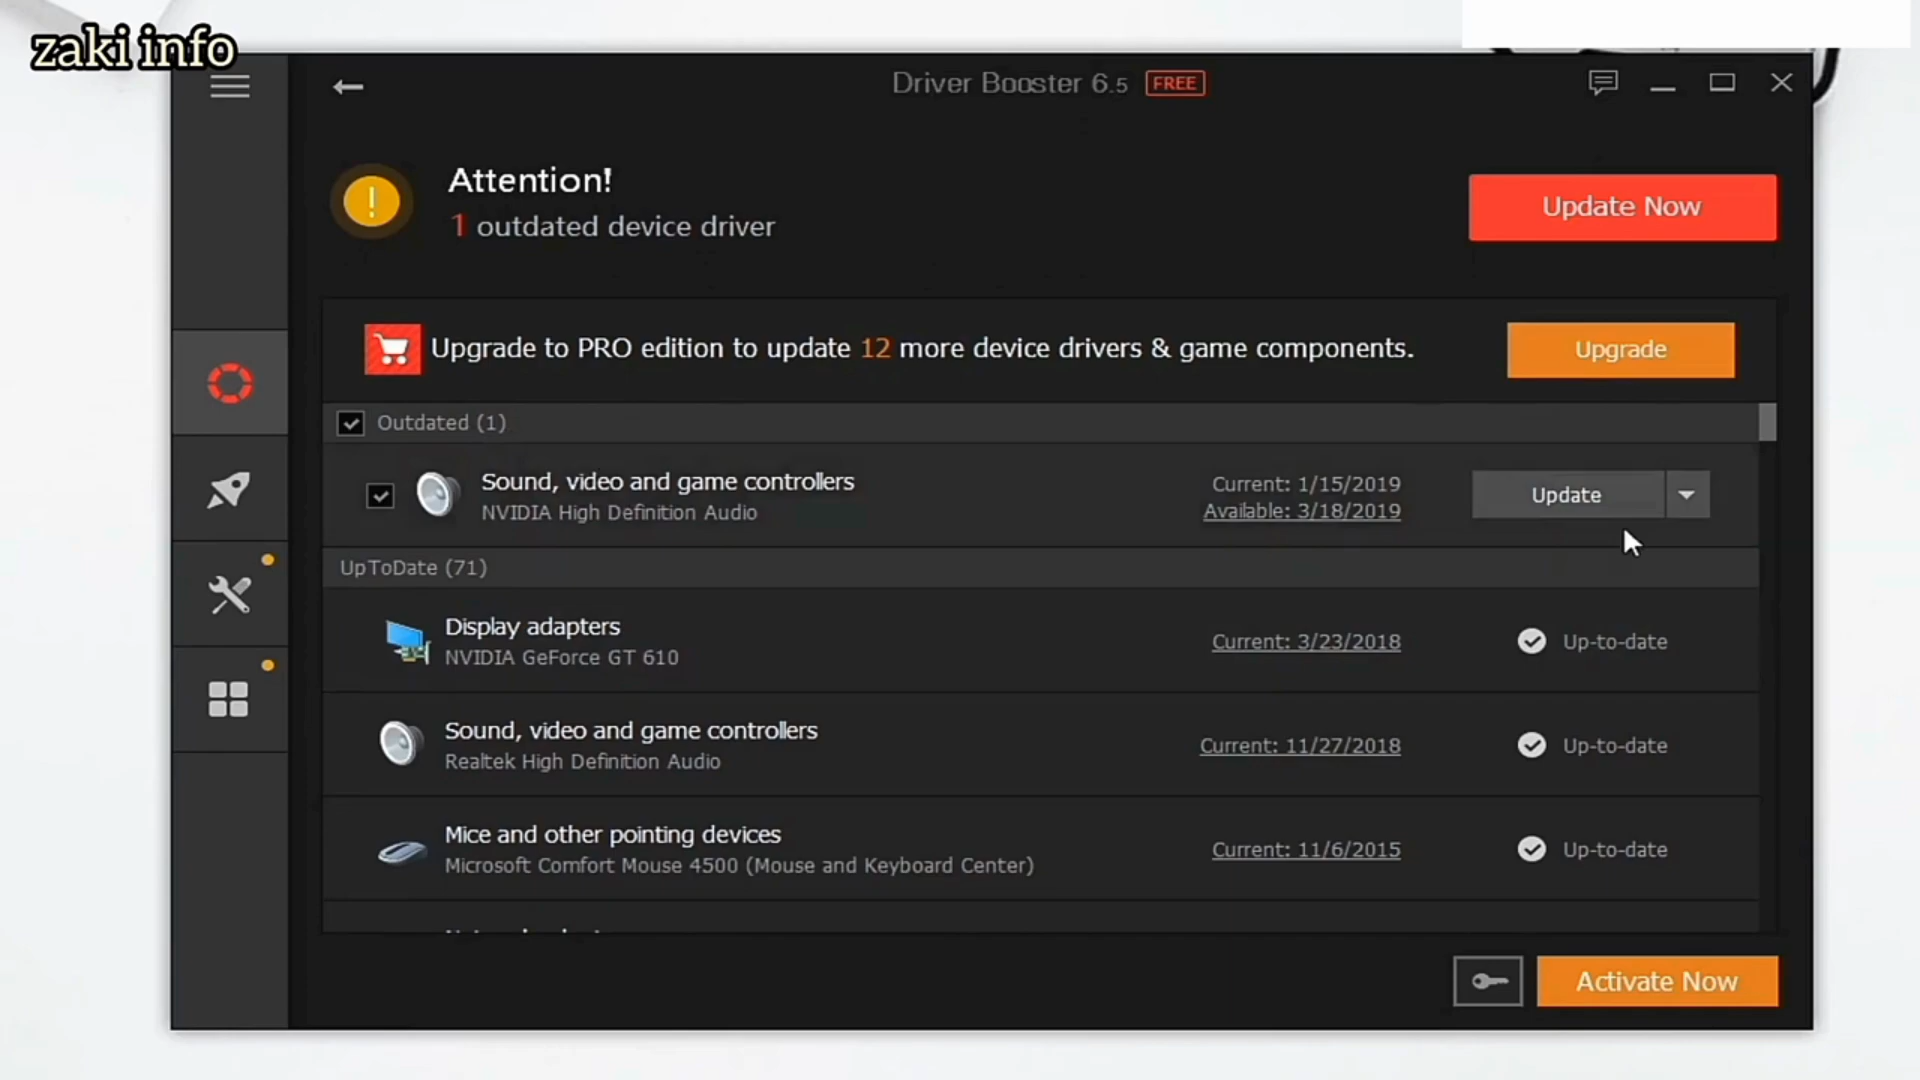 zaki info
Driver Booster 6.5 FREE
Attention!
1 outdated device driver
Update Now
Upgrade to PRO edition to update 12 more device drivers & game components.
Upgrade
Outdated (1)
Sound, video and game controllers
NVIDIA High Definition Audio
Current: 1/15/2019
Available: 3/18/2019
Update
UpToDate (71)
Display adapters
NVIDIA GeForce GT 610
Current: 3/23/2018
Up-to-date
Sound, video and game controllers
Realtek High Definition Audio
Current: 11/27/2018
Up-to-date
Mice and other pointing devices
Microsoft Comfort Mouse 4500 (Mouse and Keyboard Center)
Current: 11/6/2015
Up-to-date
Activate Now